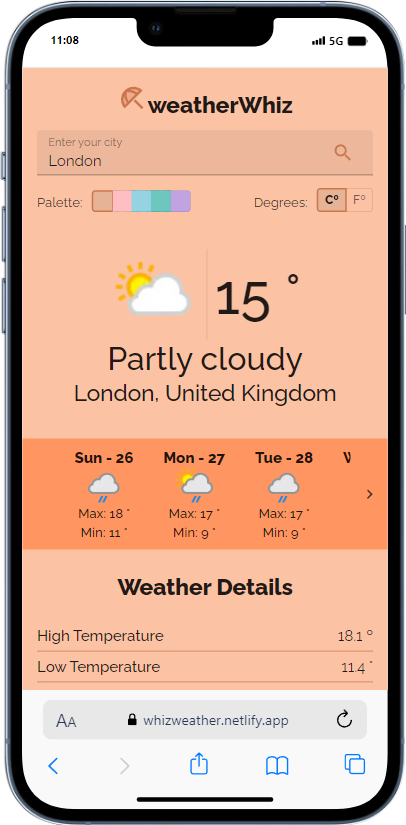 11:08 5G
weatherWhiz
Enter your city
London
Palette: Degrees: Cº Fº
15 °
Partly cloudy
London, United Kingdom
Sun - 26 Mon - 27 Tue - 28
Max: 18 ° Max: 17 ° Max: 17 °
Min: 11 ° Min: 9 ° Min: 9 °
Weather Details
High Temperature 18.1 º
Low Temperature 11.4 °
AA whizweather.netlify.app